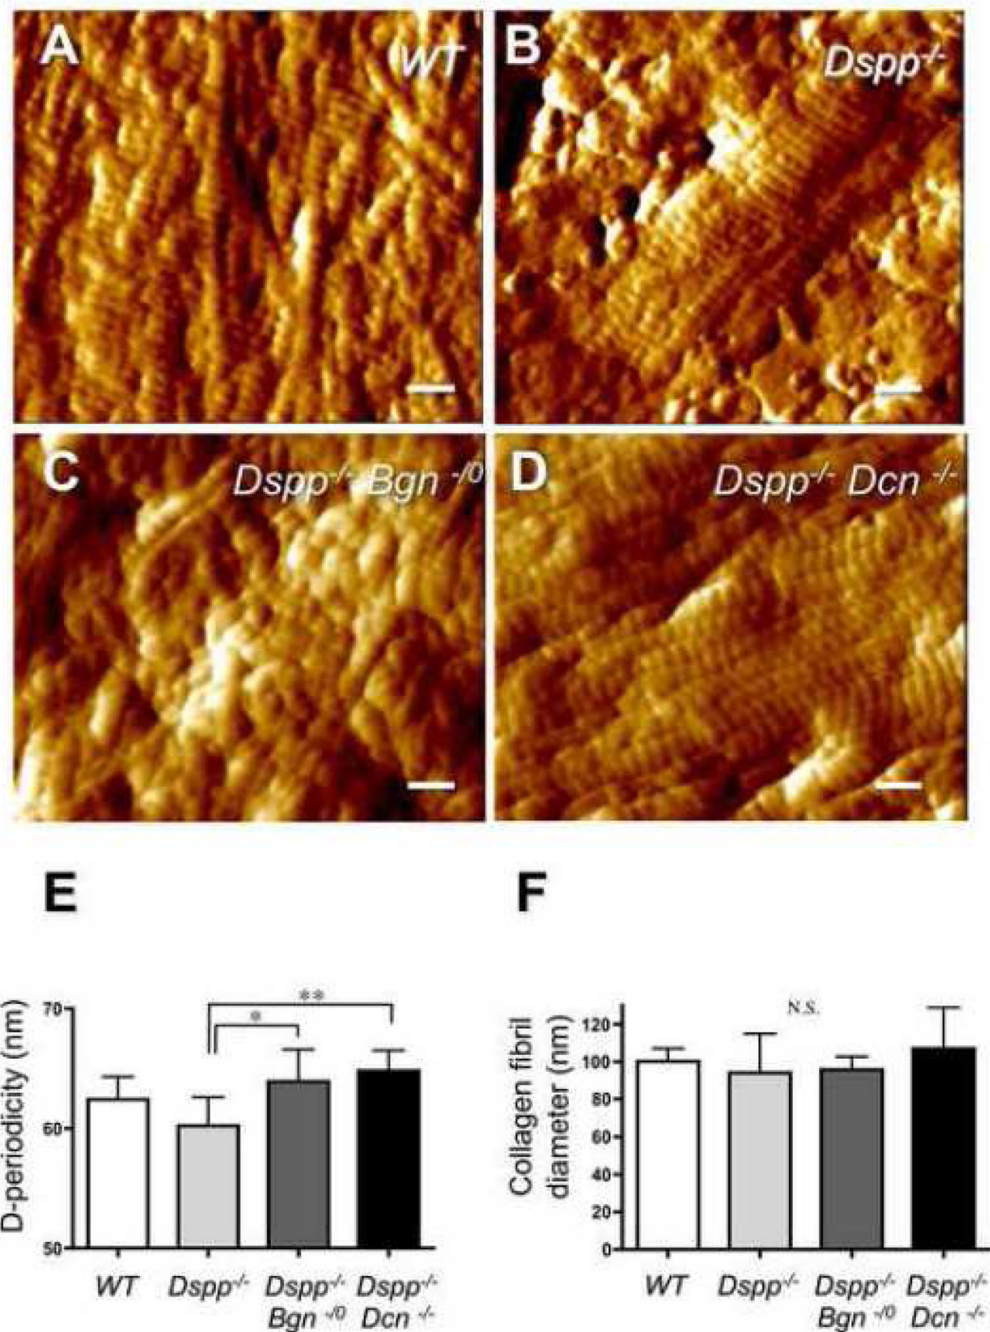 A
WT
B
Dspp-/-
C
Dspp-/- Bgn -/0
D
Dspp-/- Dcn -/-
E
D-periodicity (nm)
70
60
50
**
*
WT
Dspp-/-
Dspp-/-
Bgn -/0
Dspp-/-
Dcn -/-
F
Collagen fibril
diameter (nm)
120
100
80
60
40
20
0
N.S.
WT
Dspp-/-
Dspp-/-
Bgn -/0
Dspp-/-
Dcn -/-